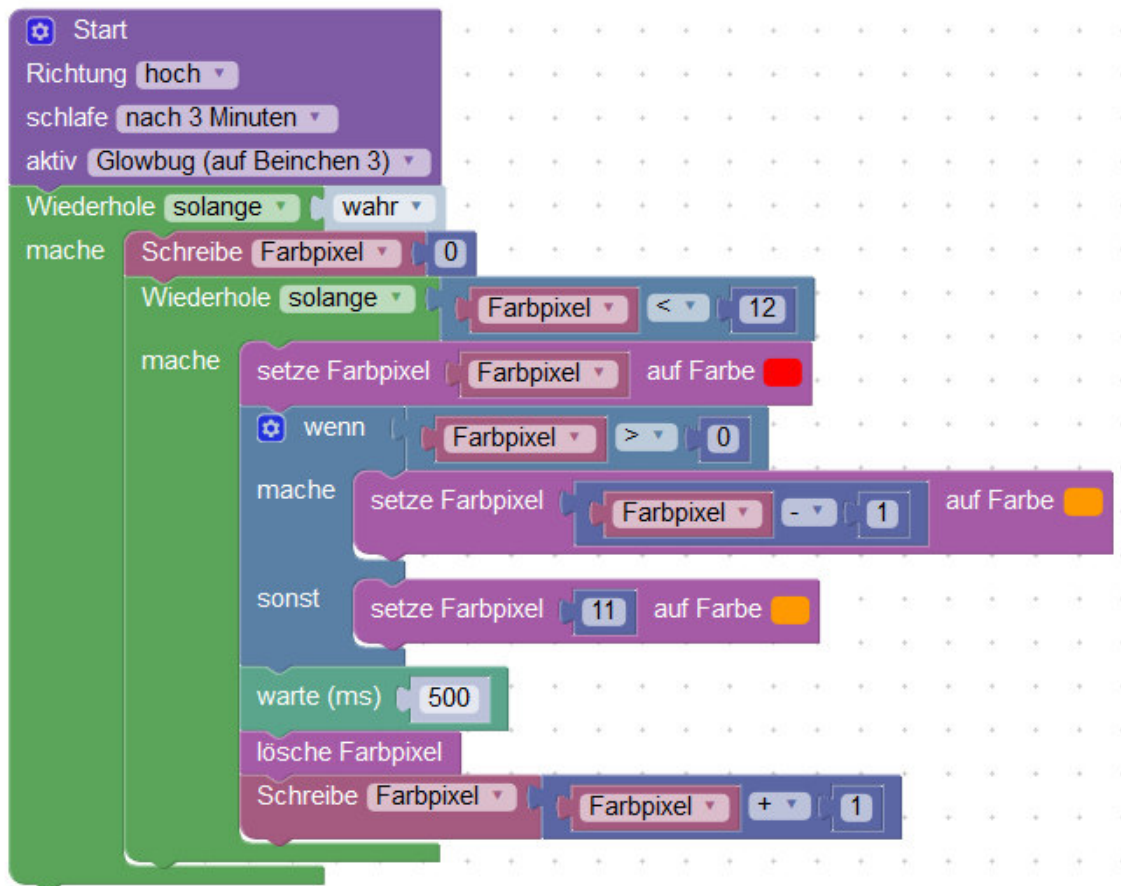 Start
Richtung hoch
schlafe nach 3 Minuten
aktiv Glowbug (auf Beinchen 3)
Wiederhole solange wahr
mache Schreibe Farbpixel 0
Wiederhole solange Farbpixel < 12
mache setze Farbpixel Farbpixel auf Farbe
wenn Farbpixel > 0
mache setze Farbpixel Farbpixel - 1 auf Farbe
sonst setze Farbpixel 11 auf Farbe
warte (ms) 500
lösche Farbpixel
Schreibe Farbpixel Farbpixel + 1